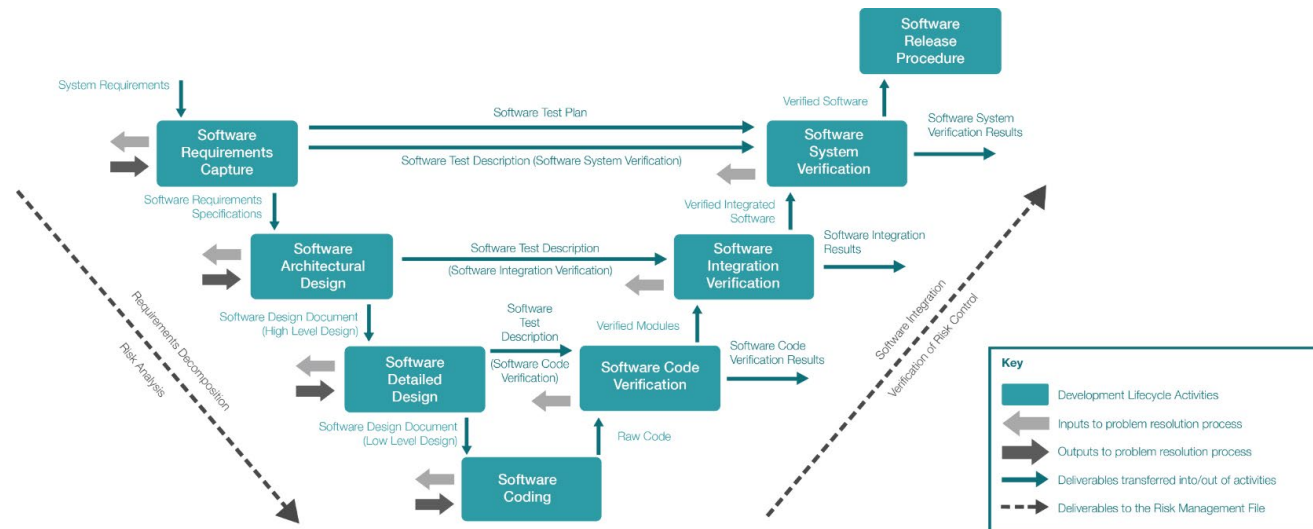 Software
Release
Procedure
System Requirements
Verified Software
Software Test Plan
Software System
Verification Results
Software
Requirements
Capture
Software
System
Verification
Software Test Description (Software System Verification)
Software Requirements
Specifications
Verified Integrated
Software
Software
Architectural
Design
Software Test Description
(Software Integration Verification)
Software
Integration
Verification
Software Integration
Results
Requirements Decomposition
Risk Analysis
Software Integration
Verification of Risk Control
Software Design Document
(High Level Design)
Software
Test
Description
(Software Code
Verification)
Verified Modules
Software Code
Verification Results
Software
Detailed
Design
Software Code
Verification
Software Design Document
(Low Level Design)
Raw Code
Software
Coding
Key
Development Lifecycle Activities
Inputs to problem resolution process
Outputs to problem resolution process
Deliverables transferred into/out of activities
Deliverables to the Risk Management File